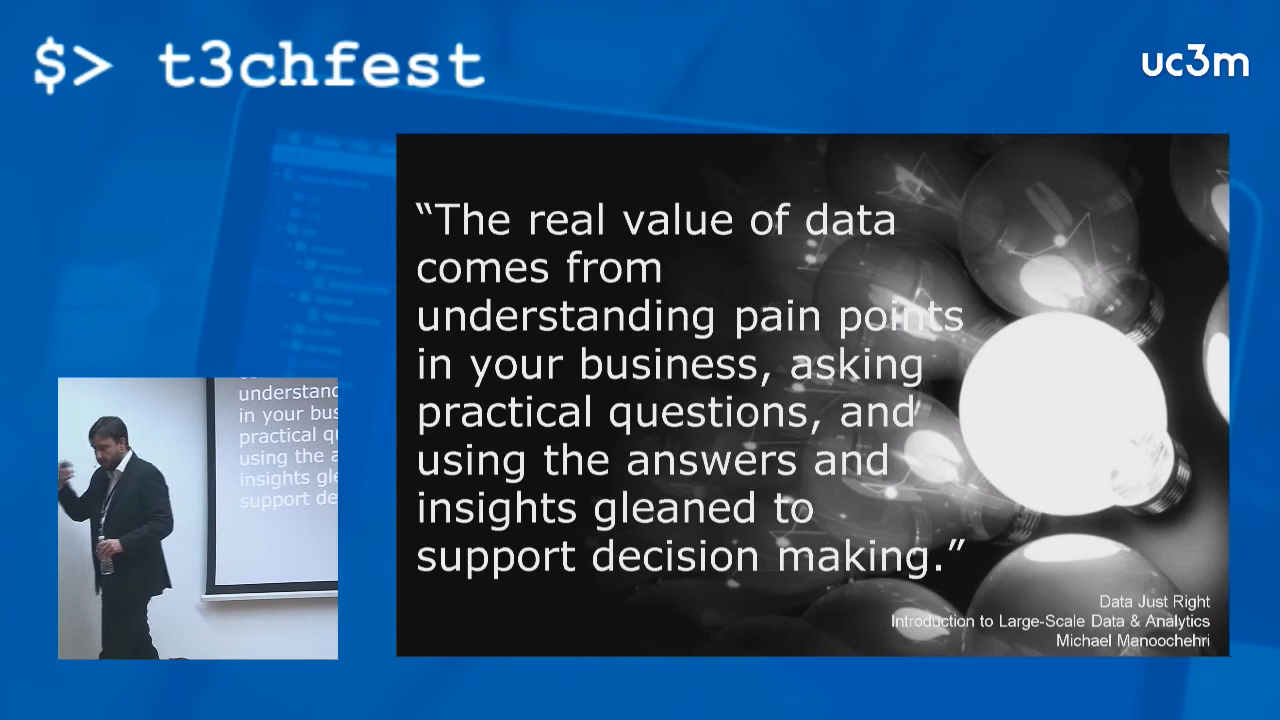 $> t3chfest
uc3m
“The real value of data
comes from
understanding pain points
in your business, asking
practical questions, and
using the answers and
insights gleaned to
support decision making.”
Data Just Right
Introduction to Large-Scale Data & Analytics
Michael Manoochehri
understand
in your bus
practical qu
using the a
insights gle
support de